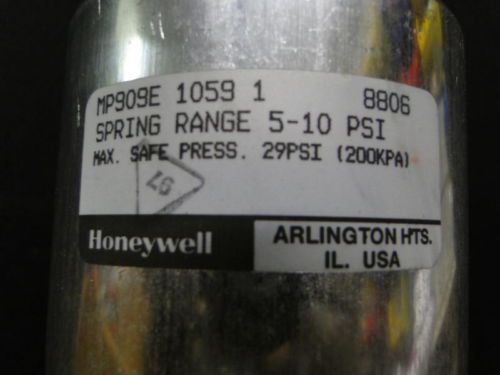 MP909E 1059 1 8806
SPRING RANGE 5-10 PSI
MAX. SAFE PRESS. 29PSI (200KPA)
Honeywell
ARLINGTON HTS.
IL. USA